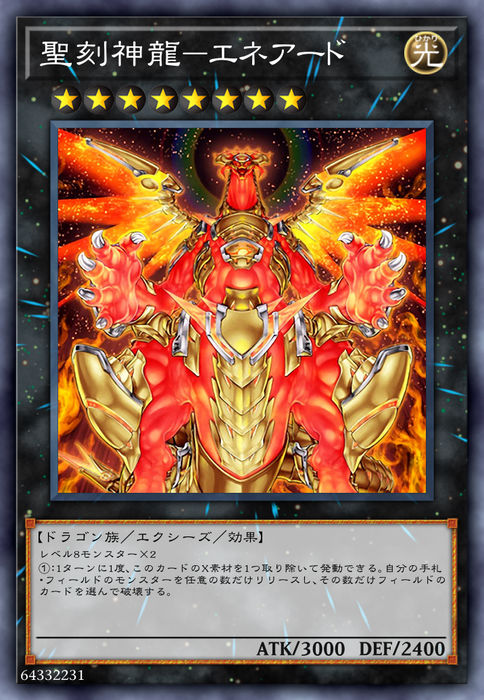 聖刻神龍－エネアード
ひかり
光
【ドラゴン族／エクシーズ／効果】
レベル8モンスター×2
①:1ターンに1度、このカードのX素材を1つ取り除いて発動できる。自分の手札
・フィールドのモンスターを任意の数だけリリースし、その数だけフィールドの
カードを選んで破壊する。
ATK/3000 DEF/2400
64332231